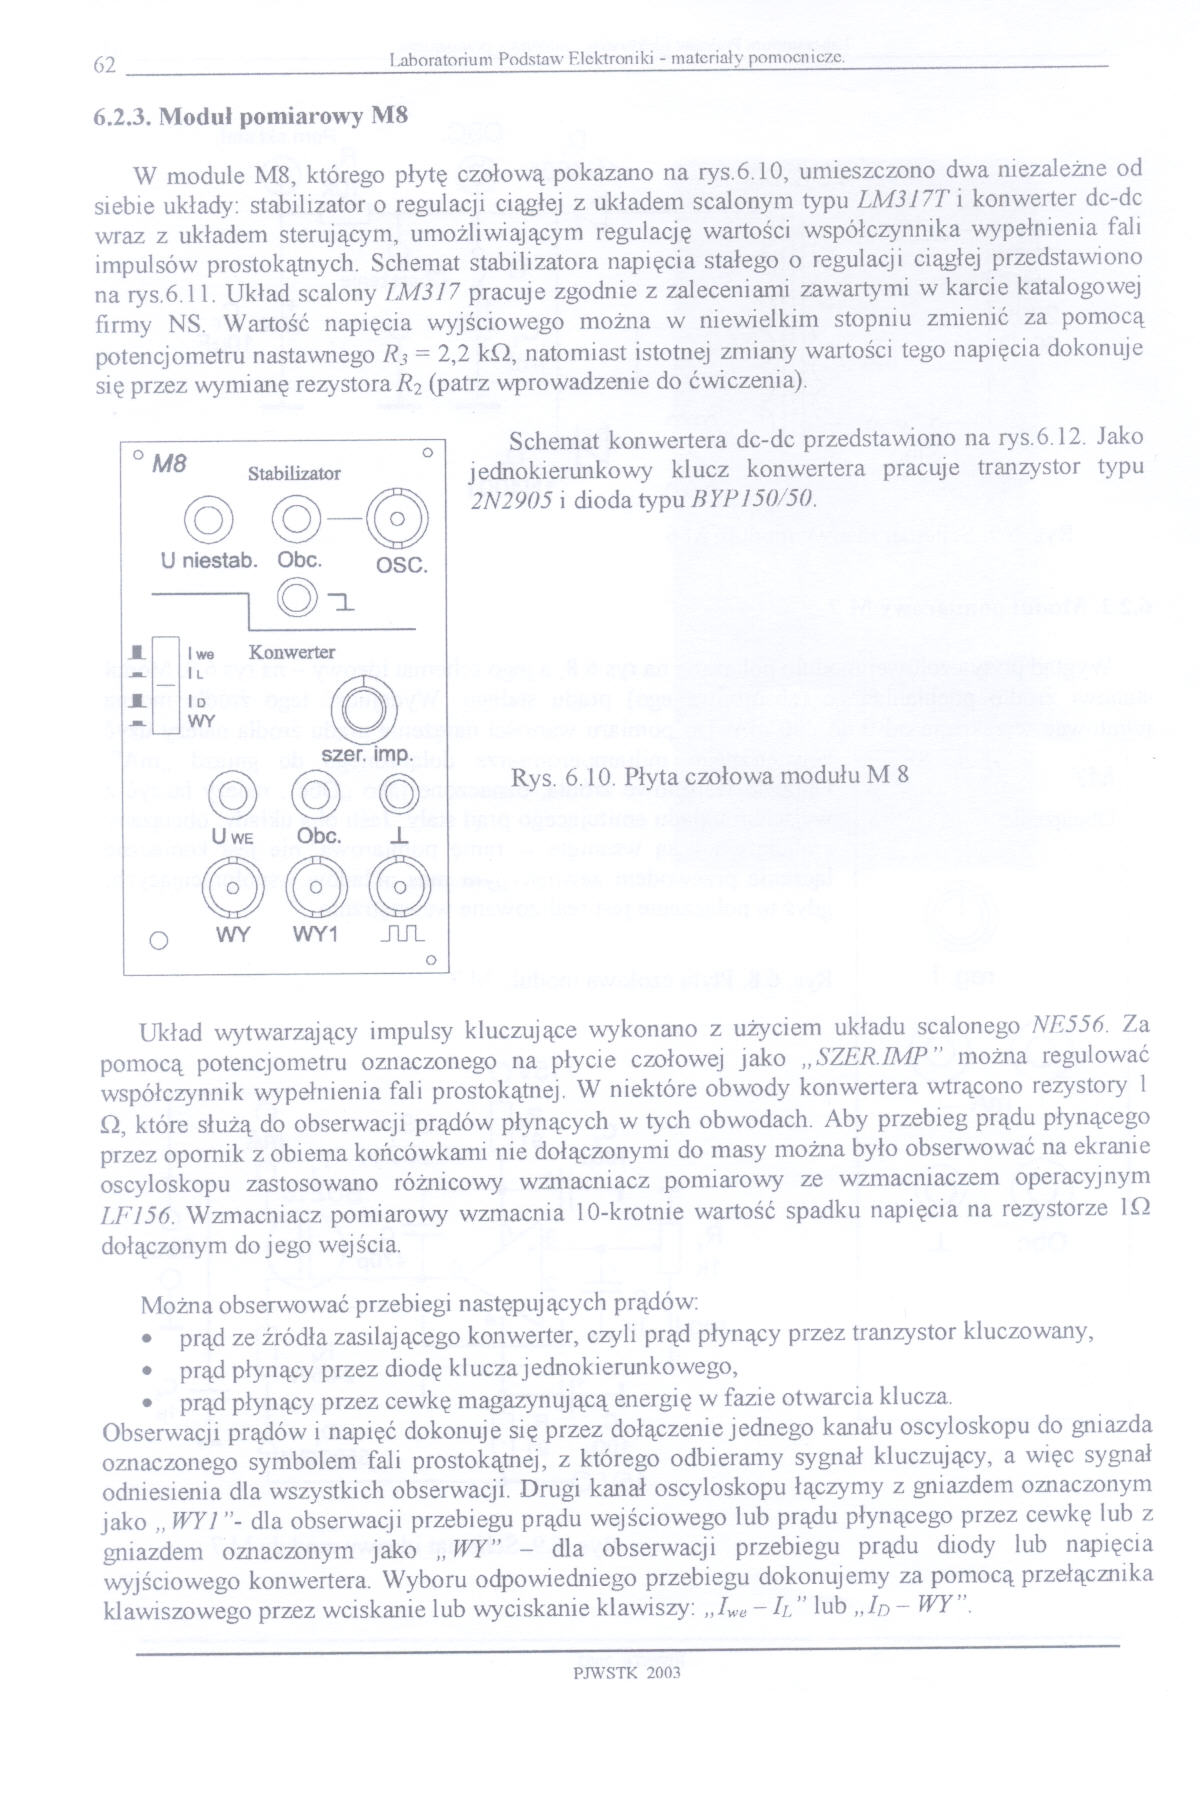 62 Laboratorium Podstaw Elektroniki - materiały pomocnicze.
6.2.3. Moduł pomiarowy M8
W module M8, którego płytę czołową pokazano na rys.6.10, umieszczono dwa niezależne od
siebie układy: stabilizator o regulacji ciągłej z układem scalonym typu LM317T i konwerter dc-dc
wraz z układem sterującym, umożliwiającym regulację wartości współczynnika wypełnienia fali
impulsów prostokątnych. Schemat stabilizatora napięcia stałego o regulacji ciągłej przedstawiono
na rys.6.11. Układ scalony LM317 pracuje zgodnie z zaleceniami zawartymi w karcie katalogowej
firmy NS. Wartość napięcia wyjściowego można w niewielkim stopniu zmienić za pomocą
potencjometru nastawnego R3 = 2,2 kΩ, natomiast istotnej zmiany wartości tego napięcia dokonuje
się przez wymianę rezystora R2 (patrz wprowadzenie do ćwiczenia).
Schemat konwertera dc-dc przedstawiono na rys.6.12. Jako
jednokierunkowy klucz konwertera pracuje tranzystor typu
2N2905 i dioda typu BYP150/50.
M8
Stabilizator
U niestab. Obc. OSC.
I we Konwerter
I L
I D
WY
szer. imp.
U WE Obc. ⊥
WY WY1
Rys. 6.10. Płyta czołowa modułu M 8
Układ wytwarzający impulsy kluczujące wykonano z użyciem układu scalonego NE556. Za
pomocą potencjometru oznaczonego na płycie czołowej jako „SZER.IMP” można regulować
współczynnik wypełnienia fali prostokątnej. W niektóre obwody konwertera wtrącono rezystory 1
Ω, które służą do obserwacji prądów płynących w tych obwodach. Aby przebieg prądu płynącego
przez opornik z obiema końcówkami nie dołączonymi do masy można było obserwować na ekranie
oscyloskopu zastosowano różnicowy wzmacniacz pomiarowy ze wzmacniaczem operacyjnym
LF156. Wzmacniacz pomiarowy wzmacnia 10-krotnie wartość spadku napięcia na rezystorze 1Ω
dołączonym do jego wejścia.
Można obserwować przebiegi następujących prądów:
• prąd ze źródła zasilającego konwerter, czyli prąd płynący przez tranzystor kluczowany,
• prąd płynący przez diodę klucza jednokierunkowego,
• prąd płynący przez cewkę magazynującą energię w fazie otwarcia klucza.
Obserwacji prądów i napięć dokonuje się przez dołączenie jednego kanału oscyloskopu do gniazda
oznaczonego symbolem fali prostokątnej, z którego odbieramy sygnał kluczujący, a więc sygnał
odniesienia dla wszystkich obserwacji. Drugi kanał oscyloskopu łączymy z gniazdem oznaczonym
jako „WY1”- dla obserwacji przebiegu prądu wejściowego lub prądu płynącego przez cewkę lub z
gniazdem oznaczonym jako „WY” – dla obserwacji przebiegu prądu diody lub napięcia
wyjściowego konwertera. Wyboru odpowiedniego przebiegu dokonujemy za pomocą przełącznika
klawiszowego przez wciskanie lub wyciskanie klawiszy: „Iwe – IL” lub „ID – WY”.
PJWSTK 2003